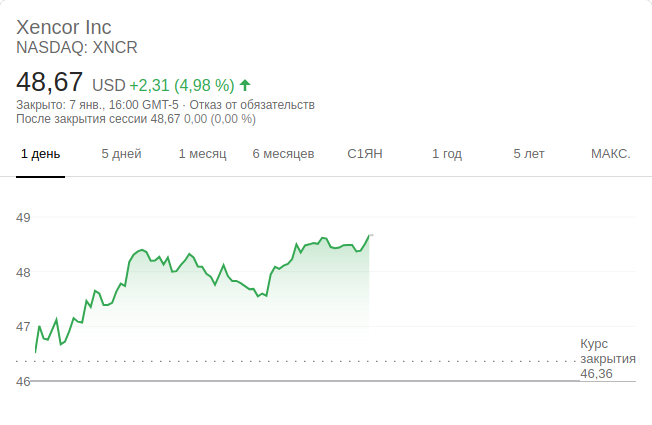 Xencor Inc
NASDAQ: XNCR
48,67 USD +2,31 (4,98 %)
Закрыто: 7 янв., 16:00 GMT-5 · Отказ от обязательств
После закрытия сессии 48,67 0,00 (0,00 %)
1 день 5 дней 1 месяц 6 месяцев С1ЯН 1 год 5 лет МАКС.
49
48
47
Курс
закрытия
46,36
46